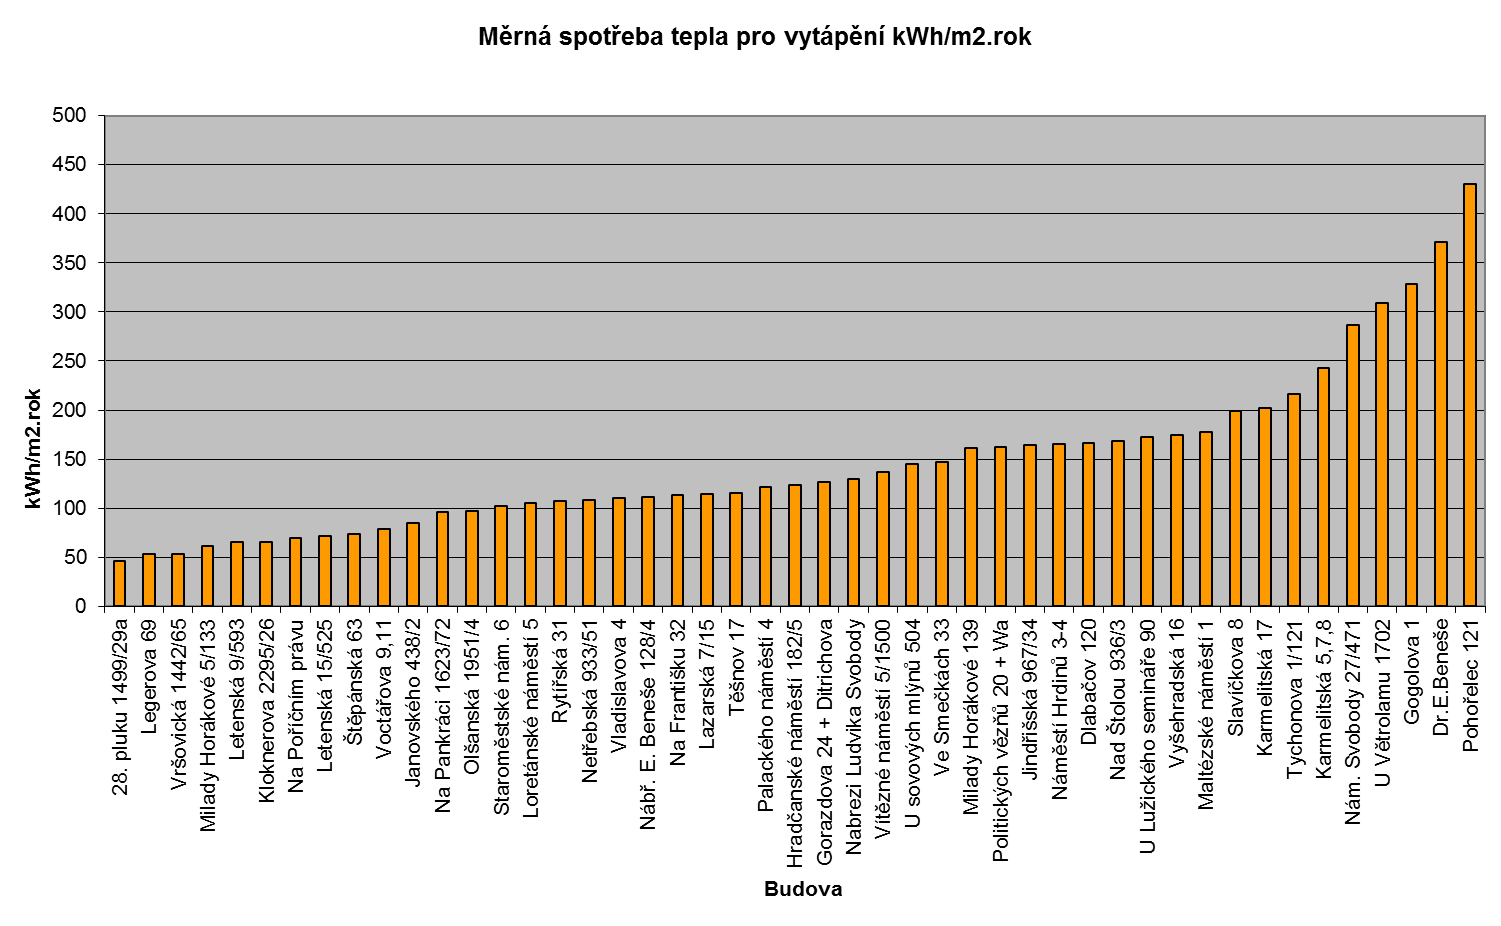 Měrná spotřeba tepla pro vytápění kWh/m2.rok
500
450
400
350
300
250
200
150
100
50
0
kWh/m2.rok
28. pluku 1499/29a
Legerova 69
Vršovická 1442/65
Milady Horákové 5/133
Letenská 9/593
Kloknerova 2295/26
Na Poříčním právu
Letenská 15/525
Štěpánská 63
Voctářova 9,11
Janovského 438/2
Na Pankráci 1623/72
Olšanská 1951/4
Staroměstské nám. 6
Loretánské náměstí 5
Rytířská 31
Netřebská 933/51
Vladislavova 4
Nábř. E. Beneše 128/4
Na Františku 32
Lazarská 7/15
Těšnov 17
Palackého náměstí 4
Hradčanské náměstí 182/5
Gorazdova 24 + Ditrichova
Nabrezi Ludvika Svobody
Vítězné náměstí 5/1500
U sovových mlýnů 504
Ve Smečkách 33
Milady Horákové 139
Politických vězňů 20 + Wa
Jindřišská 967/34
Náměstí Hrdinů 3-4
Dlabačov 120
Nad Štolou 936/3
U Lužického semináře 90
Vyšehradská 16
Maltézské náměstí 1
Slavíčkova 8
Karmelitská 17
Tychonova 1/121
Karmelitská 5,7,8
Nám. Svobody 27/471
U Větrolamu 1702
Gogolova 1
Dr.E.Beneše
Pohořelec 121
Budova